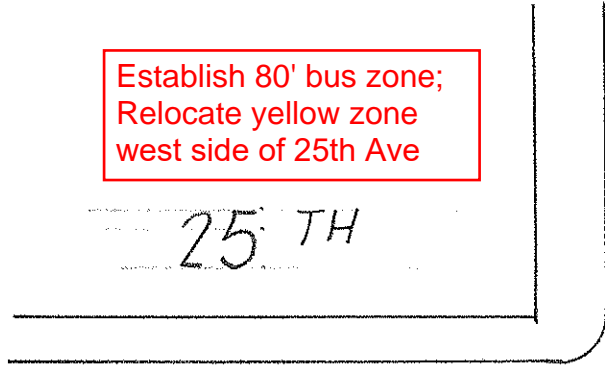 Establish 80' bus zone;
Relocate yellow zone
west side of 25th Ave
25 TH